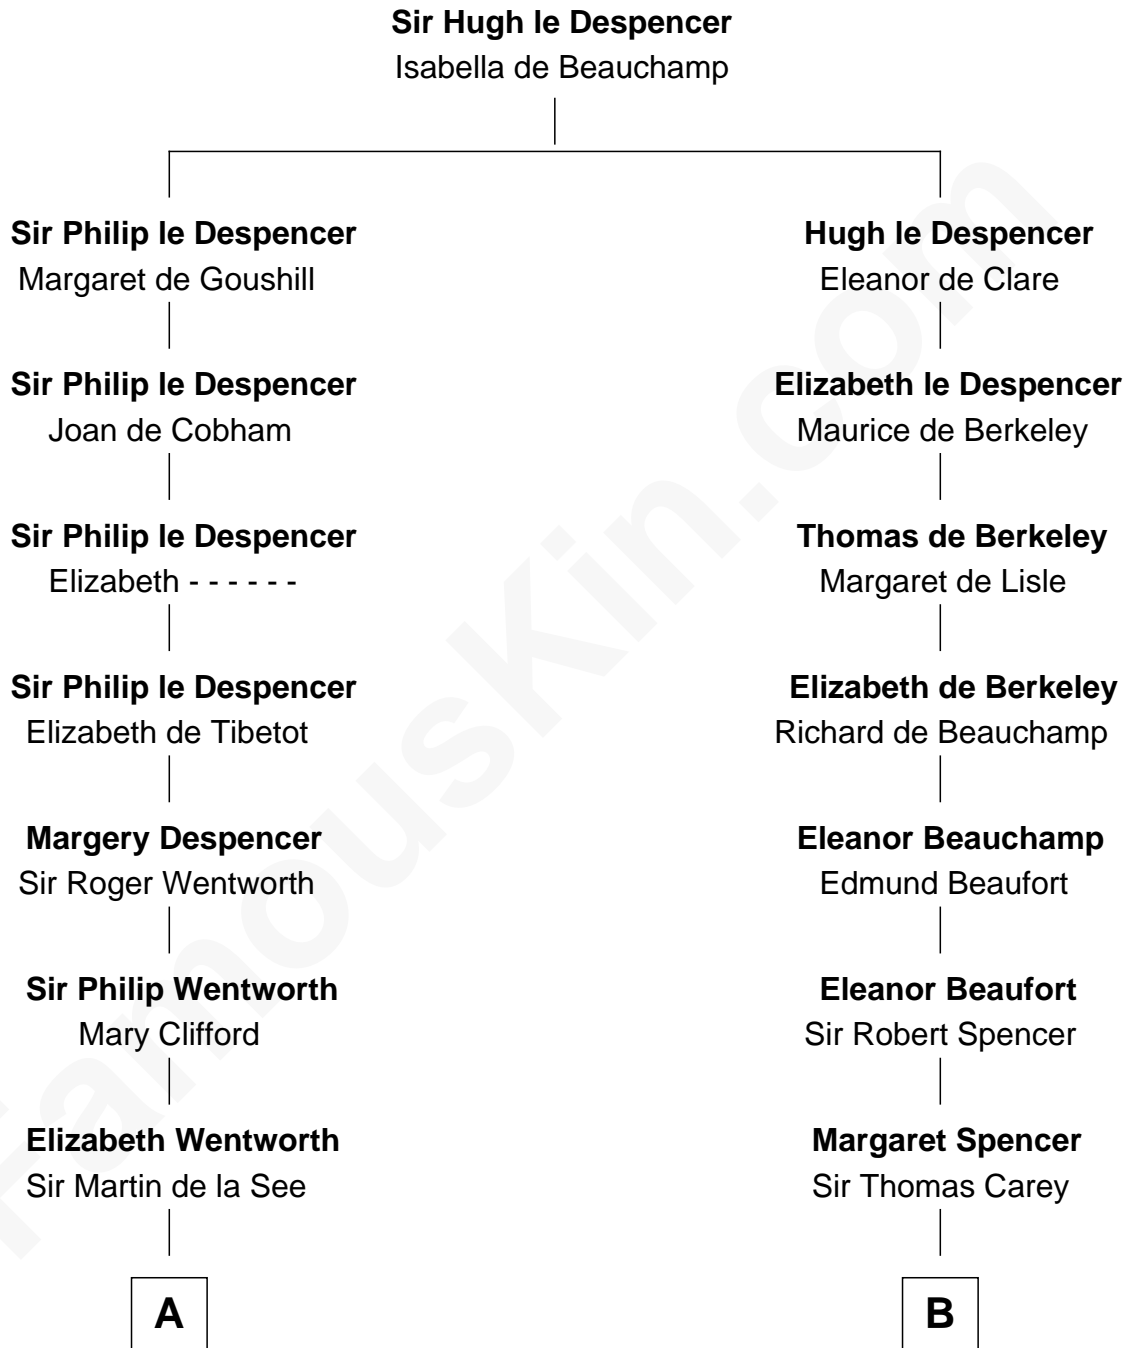 Sir Hugh le Despencer
Isabella de Beauchamp
Sir Philip le Despencer
Margaret de Goushill
Sir Philip le Despencer
Joan de Cobham
Sir Philip le Despencer
Elizabeth - - - - - -
Sir Philip le Despencer
Elizabeth de Tibetot
Margery Despencer
Sir Roger Wentworth
Sir Philip Wentworth
Mary Clifford
Elizabeth Wentworth
Sir Martin de la See
A
Hugh le Despencer
Eleanor de Clare
Elizabeth le Despencer
Maurice de Berkeley
Thomas de Berkeley
Margaret de Lisle
Elizabeth de Berkeley
Richard de Beauchamp
Eleanor Beauchamp
Edmund Beaufort
Eleanor Beaufort
Sir Robert Spencer
Margaret Spencer
Sir Thomas Carey
B
FamousKin.com